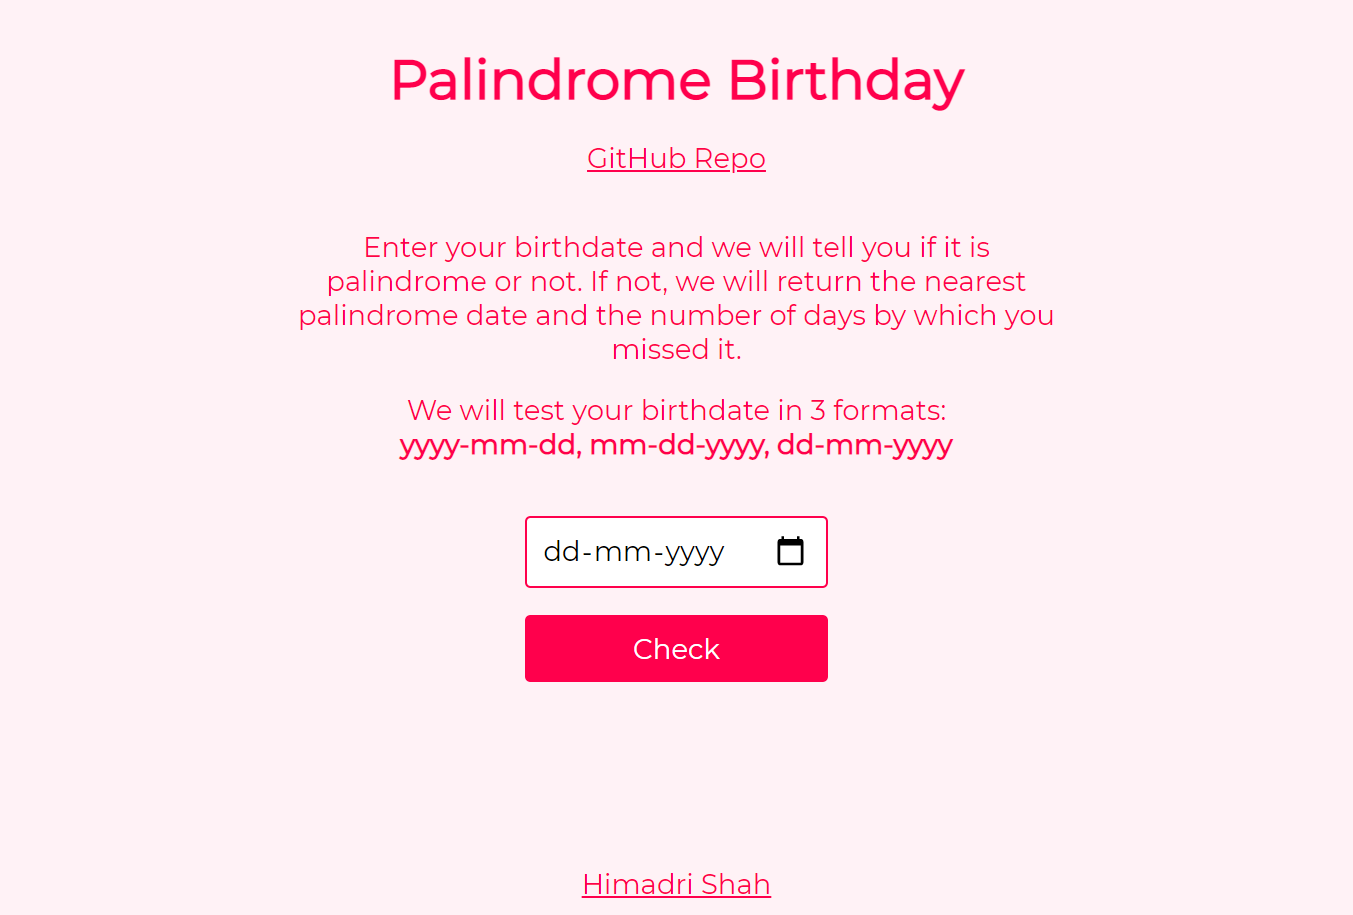 Palindrome Birthday
GitHub Repo
Enter your birthdate and we will tell you if it is
palindrome or not. If not, we will return the nearest
palindrome date and the number of days by which you
missed it.
We will test your birthdate in 3 formats:
yyyy-mm-dd, mm-dd-yyyy, dd-mm-yyyy
dd-mm-yyyy
Check
Himadri Shah